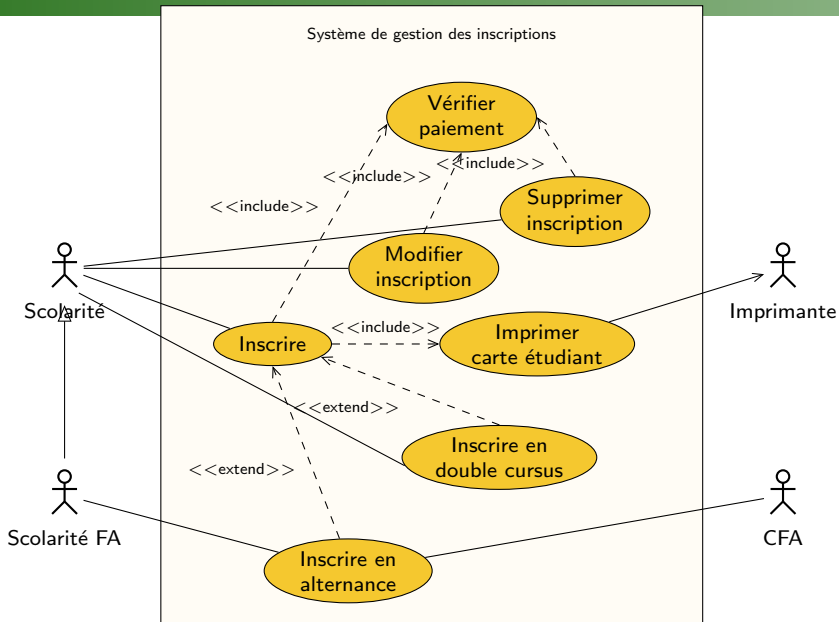 Système de gestion des inscriptions
Vérifier
paiement
<<include>>
<<include>>
<<include>>
Supprimer
inscription
Modifier
inscription
Scolarité
Imprimante
<<include>>
Inscrire
Imprimer
carte étudiant
<<extend>>
Inscrire en
double cursus
<<extend>>
Scolarité FA
CFA
Inscrire en
alternance